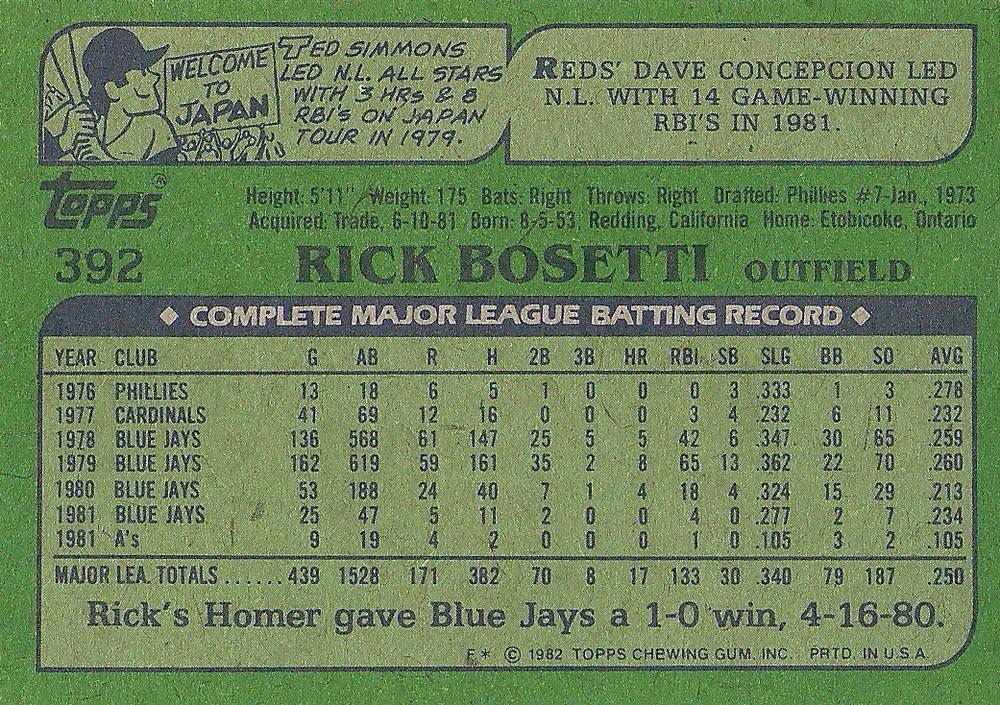 WELCOME
TO
JAPAN
TED SIMMONS
LED N.L. ALL STARS
WITH 3 HRs & 8
RBI'S ON JAPAN
TOUR IN 1979.
REDS' DAVE CONCEPCION LED
N.L. WITH 14 GAME-WINNING
RBI'S IN 1981.
TOPPS®
Height: 5'11" Weight: 175 Bats: Right Throws: Right Drafted: Phillies #7-Jan., 1973
Acquired: Trade, 6-10-81 Born: 8-5-53, Redding, California Home: Etobicoke, Ontario
392 RICK BOSETTI OUTFIELD
◆ COMPLETE MAJOR LEAGUE BATTING RECORD ◆
YEAR CLUB G AB R H 2B 3B HR RBI SB SLG BB SO AVG
1976 PHILLIES 13 18 6 5 1 0 0 0 3 .333 1 3 .278
1977 CARDINALS 41 69 12 16 0 0 0 3 4 .232 6 11 .232
1978 BLUE JAYS 136 568 61 147 25 5 5 42 6 .347 30 65 .259
1979 BLUE JAYS 162 619 59 161 35 2 8 65 13 .362 22 70 .260
1980 BLUE JAYS 53 188 24 40 7 1 4 18 4 .324 15 29 .213
1981 BLUE JAYS 25 47 5 11 2 0 0 4 0 .277 2 7 .234
1981 A's 9 19 4 2 0 0 0 1 0 .105 3 2 .105
MAJOR LEA. TOTALS ...... 439 1528 171 382 70 8 17 133 30 .340 79 187 .250
Rick's Homer gave Blue Jays a 1-0 win, 4-16-80.
F* © 1982 TOPPS CHEWING GUM, INC. PRTD. IN U.S.A.